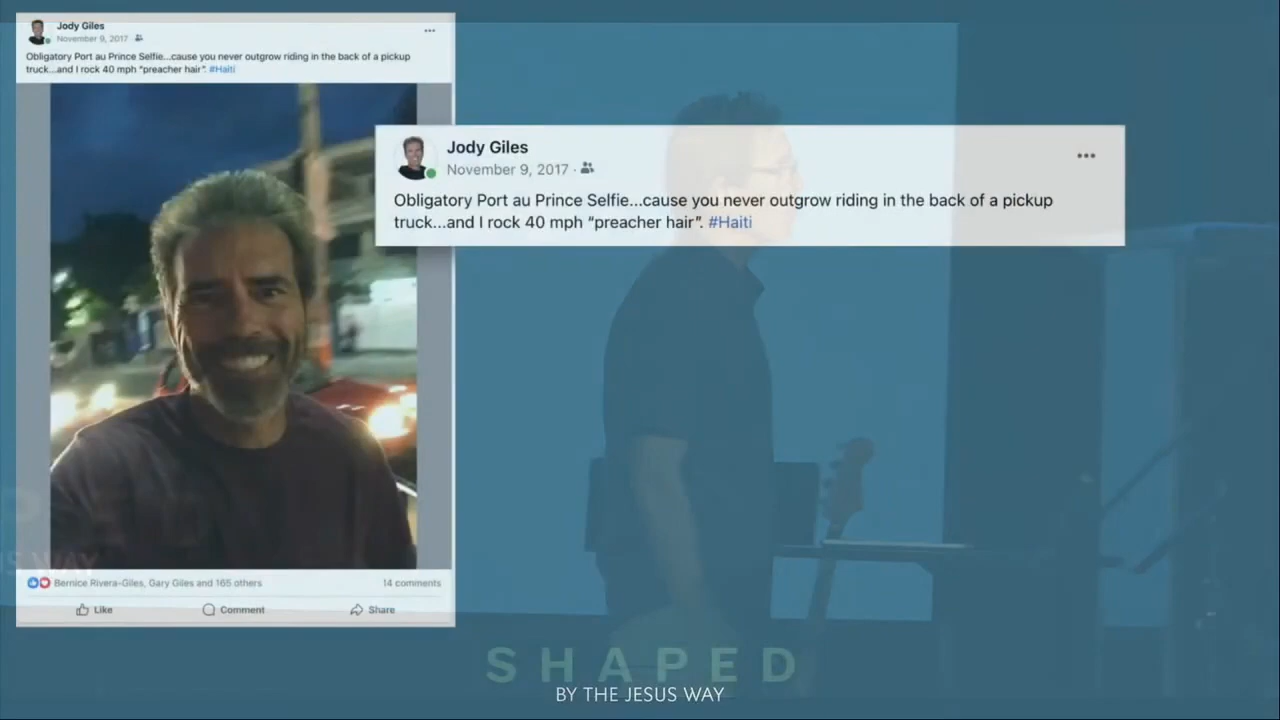 Jody Giles
November 9, 2017
Obligatory Port au Prince Selfie...cause you never outgrow riding in the back of a pickup
truck...and I rock 40 mph “preacher hair”. #Haiti
Jody Giles
November 9, 2017 ·
Obligatory Port au Prince Selfie...cause you never outgrow riding in the back of a pickup
truck...and I rock 40 mph “preacher hair”. #Haiti
Bernice Rivera-Giles, Gary Giles and 165 others
14 comments
Like
Comment
Share
S WAY
SHAPED
BY THE JESUS WAY